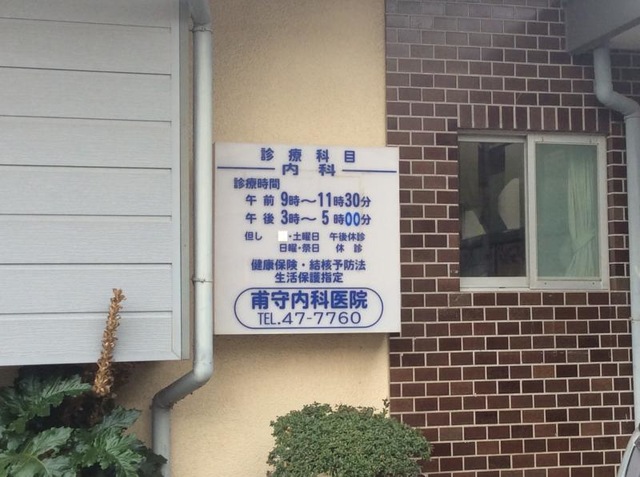 診療科目
内科
診療時間
午前 9時～11時30分
午後 3時～5時00分
但し ・土曜日 午後休診
日曜・祭日 休診
健康保険・結核予防法
生活保護指定
甫守内科医院
TEL.47-7760